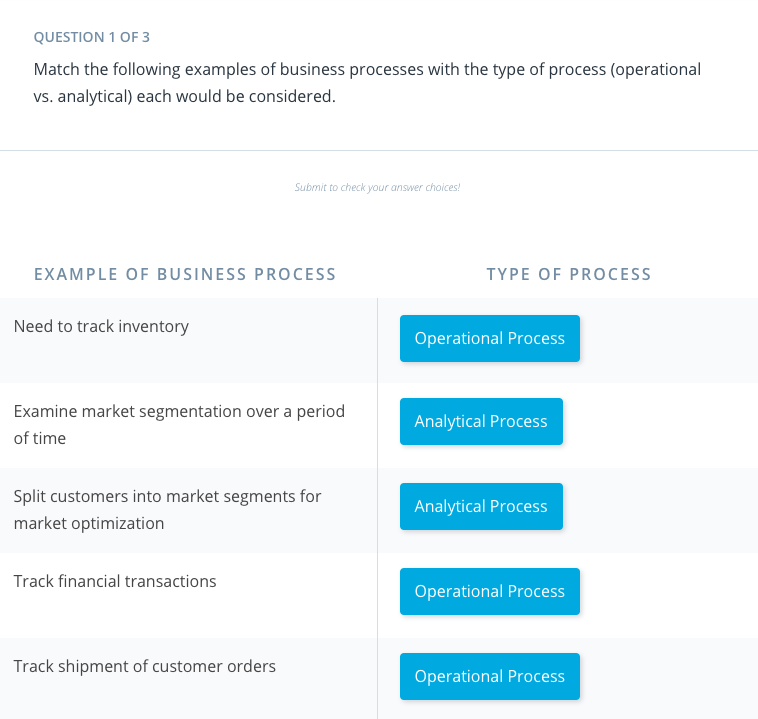 QUESTION 1 OF 3
Match the following examples of business processes with the type of process (operational
vs. analytical) each would be considered.
Submit to check your answer choices!
EXAMPLE OF BUSINESS PROCESS
TYPE OF PROCESS
Need to track inventory
Operational Process
Examine market segmentation over a period
of time
Analytical Process
Split customers into market segments for
market optimization
Analytical Process
Track financial transactions
Operational Process
Track shipment of customer orders
Operational Process